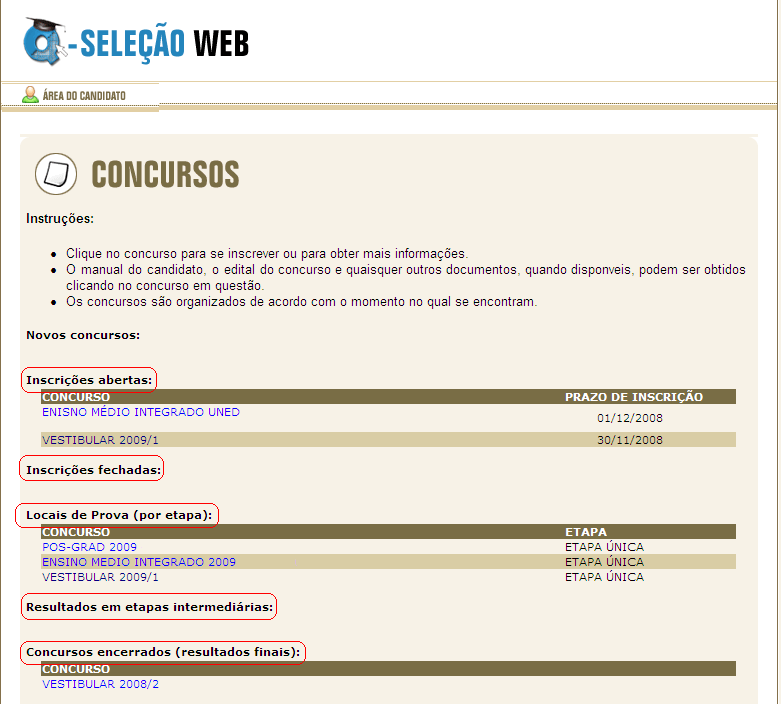 -SELEÇÃO WEB
ÁREA DO CANDIDATO
CONCURSOS
Instruções:
• Clique no concurso para se inscrever ou para obter mais informações.
• O manual do candidato, o edital do concurso e quaisquer outros documentos, quando disponveis, podem ser obtidos
clicando no concurso em questão.
• Os concursos são organizados de acordo com o momento no qual se encontram.
Novos concursos:
Inscrições abertas:
CONCURSO PRAZO DE INSCRIÇÃO
ENISNO MÉDIO INTEGRADO UNED 01/12/2008
VESTIBULAR 2009/1 30/11/2008
Inscrições fechadas:
Locais de Prova (por etapa):
CONCURSO ETAPA
POS-GRAD 2009 ETAPA ÚNICA
ENSINO MEDIO INTEGRADO 2009 ETAPA ÚNICA
VESTIBULAR 2009/1 ETAPA ÚNICA
Resultados em etapas intermediárias:
Concursos encerrados (resultados finais):
CONCURSO
VESTIBULAR 2008/2